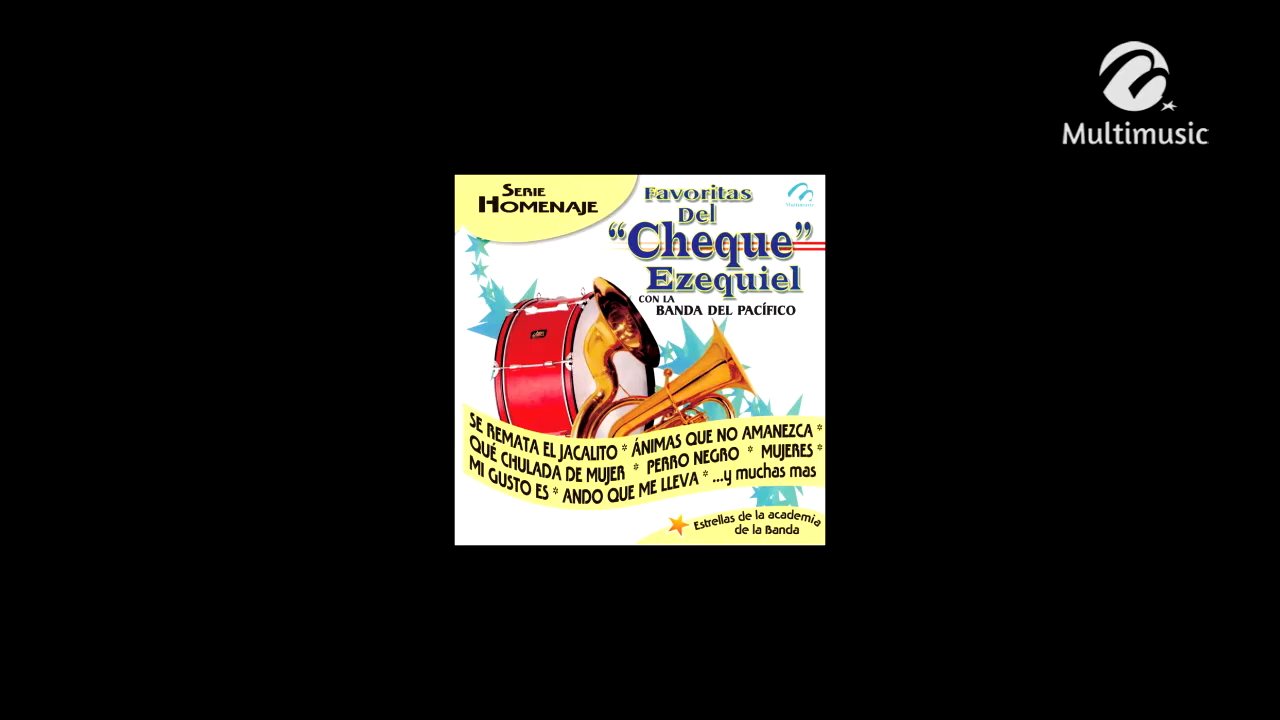 Multimusic
SERIE
HOMENAJE
Favoritas
Del
“Cheque”
Ezequiel
CON LA
BANDA DEL PACÍFICO
Multimusic
SE REMATA EL JACALITO * ÁNIMAS QUE NO AMANEZCA *
QUÉ CHULADA DE MUJER * PERRO NEGRO * MUJERES *
MI GUSTO ES * ANDO QUE ME LLEVA * ...y muchas mas
Estrellas de la academia
de la Banda